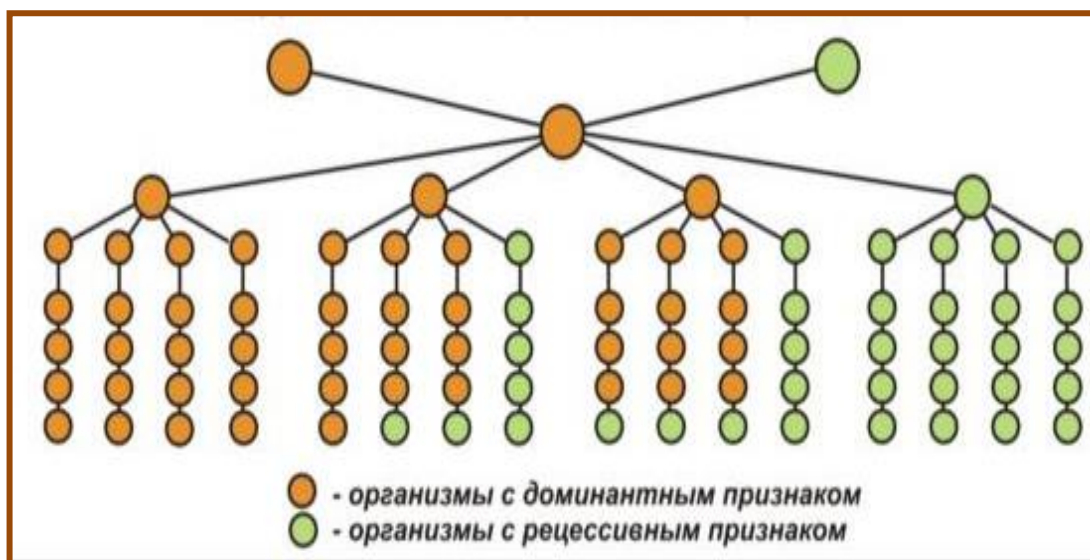 - организмы с доминантным признаком
- организмы с рецессивным признаком